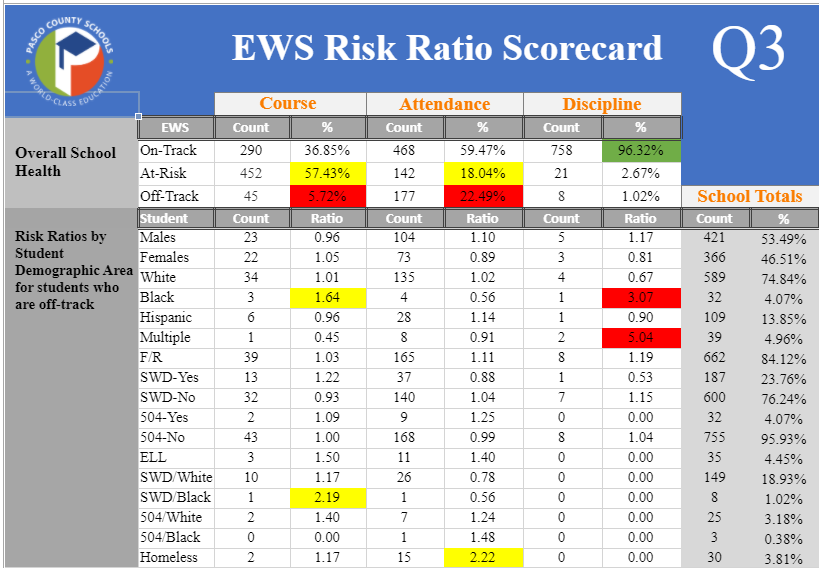 PASCO COUNTY SCHOOLS
A WORLD-CLASS EDUCATION
EWS Risk Ratio Scorecard
Q3
Course Attendance Discipline
EWS Count % Count % Count %
Overall School Health
On-Track 290 36.85% 468 59.47% 758 96.32%
At-Risk 452 57.43% 142 18.04% 21 2.67%
Off-Track 45 5.72% 177 22.49% 8 1.02% School Totals
Student Count Ratio Count Ratio Count Ratio Count %
Risk Ratios by
Student
Demographic Area
for students who
are off-track
Males 23 0.96 104 1.10 5 1.17 421 53.49%
Females 22 1.05 73 0.89 3 0.81 366 46.51%
White 34 1.01 135 1.02 4 0.67 589 74.84%
Black 3 1.64 4 0.56 1 3.07 32 4.07%
Hispanic 6 0.96 28 1.14 1 0.90 109 13.85%
Multiple 1 0.45 8 0.91 2 5.04 39 4.96%
F/R 39 1.03 165 1.11 8 1.19 662 84.12%
SWD-Yes 13 1.22 37 0.88 1 0.53 187 23.76%
SWD-No 32 0.93 140 1.04 7 1.15 600 76.24%
504-Yes 2 1.09 9 1.25 0 0.00 32 4.07%
504-No 43 1.00 168 0.99 8 1.04 755 95.93%
ELL 3 1.50 11 1.40 0 0.00 35 4.45%
SWD/White 10 1.17 26 0.78 0 0.00 149 18.93%
SWD/Black 1 2.19 1 0.56 0 0.00 8 1.02%
504/White 2 1.40 7 1.24 0 0.00 25 3.18%
504/Black 0 0.00 1 1.48 0 0.00 3 0.38%
Homeless 2 1.17 15 2.22 0 0.00 30 3.81%